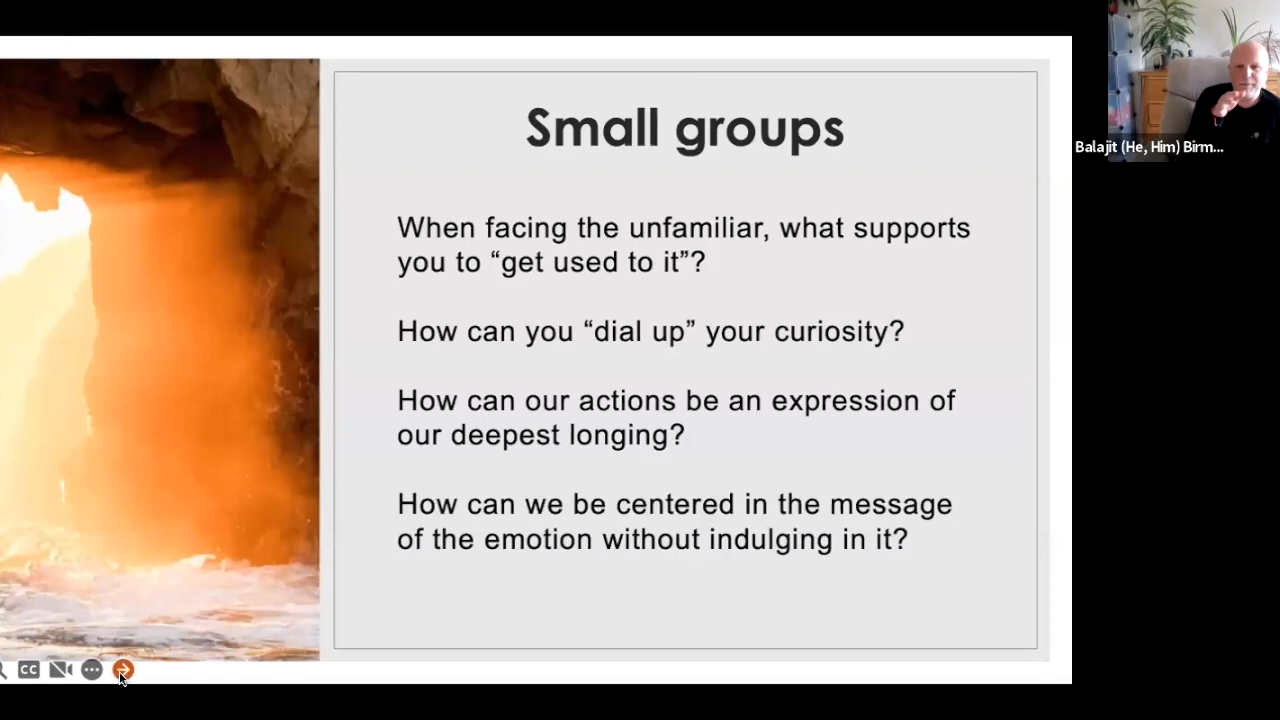 Small groups
When facing the unfamiliar, what supports
you to “get used to it”?
How can you “dial up” your curiosity?
How can our actions be an expression of
our deepest longing?
How can we be centered in the message
of the emotion without indulging in it?
Balajit (He, Him) Birm...
CC